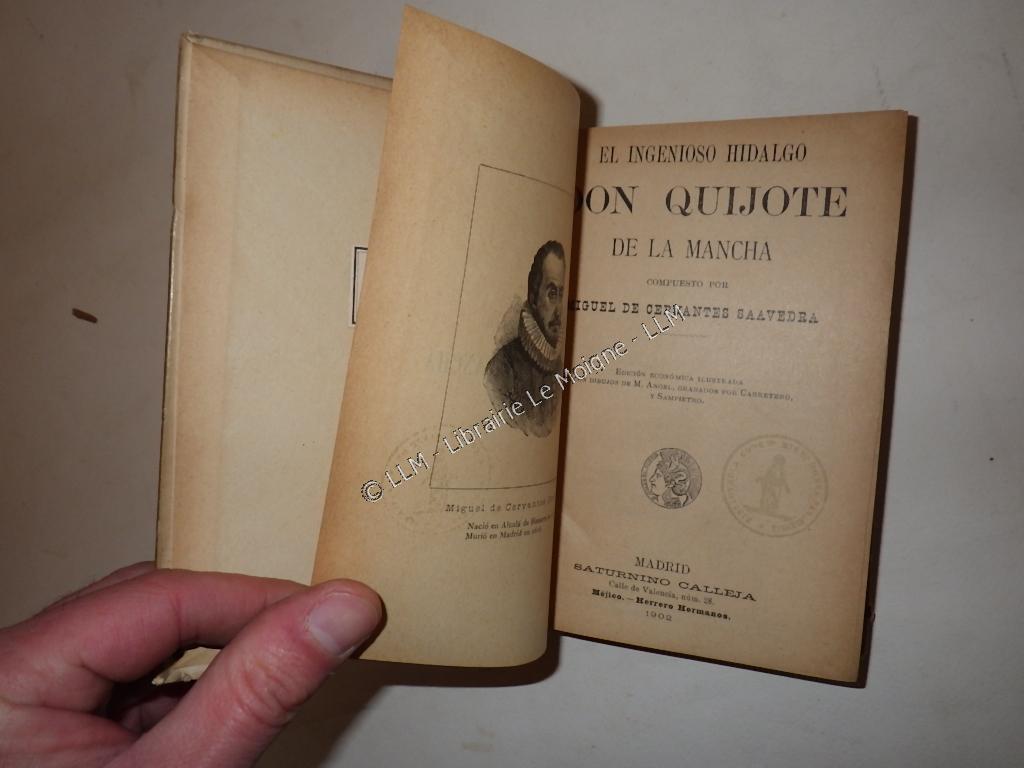 Miguel de Cervantes
Nació en Alcalá de
Murió en Madrid en
EL INGENIOSO HIDALGO
DON QUIJOTE
DE LA MANCHA
COMPUESTO POR
MIGUEL DE CERVANTES SAAVEDRA
EDICIÓN ECONÓMICA ILUSTRADA
DIBUJOS DE M. ANGEL, GRABADOS POR CARRETERO,
Y SAMPIETRO.
MADRID
SATURNINO CALLEJA
Calle de Valencia, núm. 28.
Méjico.—Herrero Hermanos.
1902
© LLM - Librairie Le Moigne - LLM